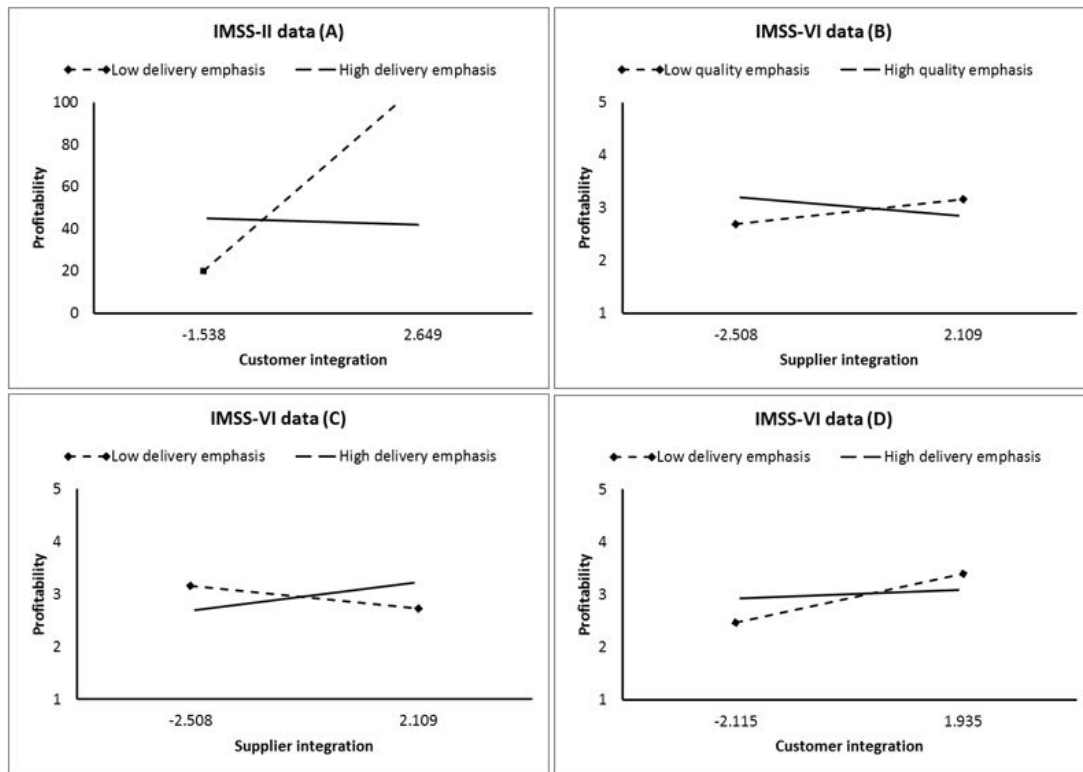 IMSS-II data (A)
Low delivery emphasis High delivery emphasis
100
80
60
40
20
0
Profitability
-1.538 2.649
Customer integration
IMSS-VI data (B)
Low quality emphasis High quality emphasis
5
4
3
2
1
Profitability
-2.508 2.109
Supplier integration
IMSS-VI data (C)
Low delivery emphasis High delivery emphasis
5
4
3
2
1
Profitability
-2.508 2.109
Supplier integration
IMSS-VI data (D)
Low delivery emphasis High delivery emphasis
5
4
3
2
1
Profitability
-2.115 1.935
Customer integration